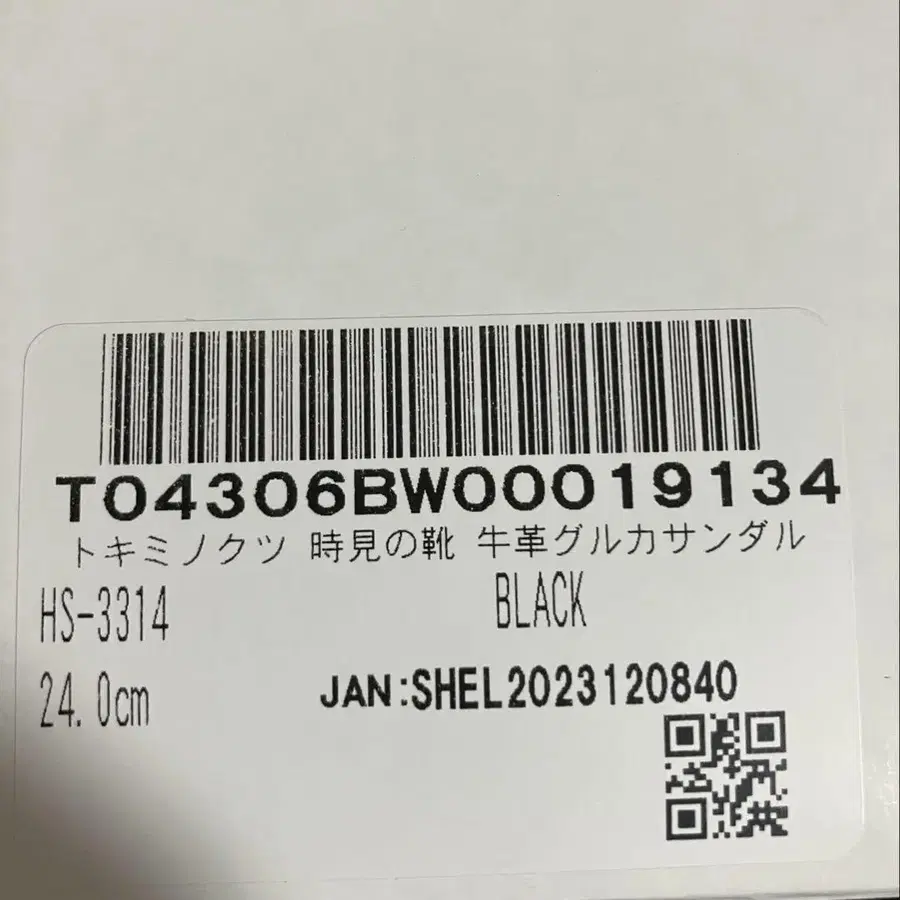 T04306BW00019134
トキミノクツ 時見の靴 牛革グルカサンダル
HS-3314 BLACK
24.0cm JAN:SHEL2023120840